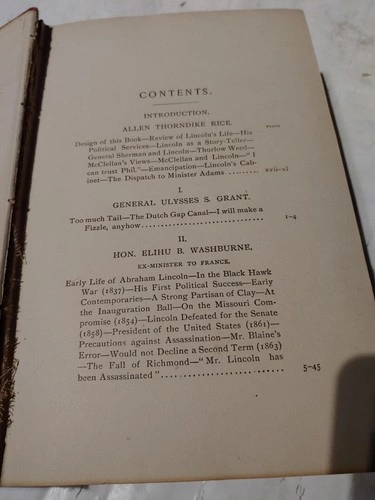 CONTENTS.
INTRODUCTION.
ALLEN THORNDIKE RICE.
PAGES
Design of this Book—Review of Lincoln's Life—His
Political Services—Lincoln as a Story-Teller—
General Sherman and Lincoln—Thurlow Weed—
McClellan's Views—McClellan and Lincoln—"I
can trust Phil."—Emancipation—Lincoln's Cab-
inet—The Dispatch to Minister Adams ........ xvii-xl
I.
GENERAL ULYSSES S. GRANT.
Too much Tail—The Dutch Gap Canal—I will make a
Fizzle, anyhow.............................. 1-4
II.
HON. ELIHU B. WASHBURNE,
EX-MINISTER TO FRANCE.
Early Life of Abraham Lincoln—In the Black Hawk
War (1837)—His First Political Success—Early
Contemporaries—A Strong Partisan of Clay—At
the Inauguration Ball—On the Missouri Com-
promise (1854)—Lincoln Defeated for the Senate
(1858)—President of the United States (1861)—
Precautions against Assassination—Mr. Blaine's
Error—Would not Decline a Second Term (1863)
—The Fall of Richmond—"Mr. Lincoln has
been Assassinated"........................ 5-45